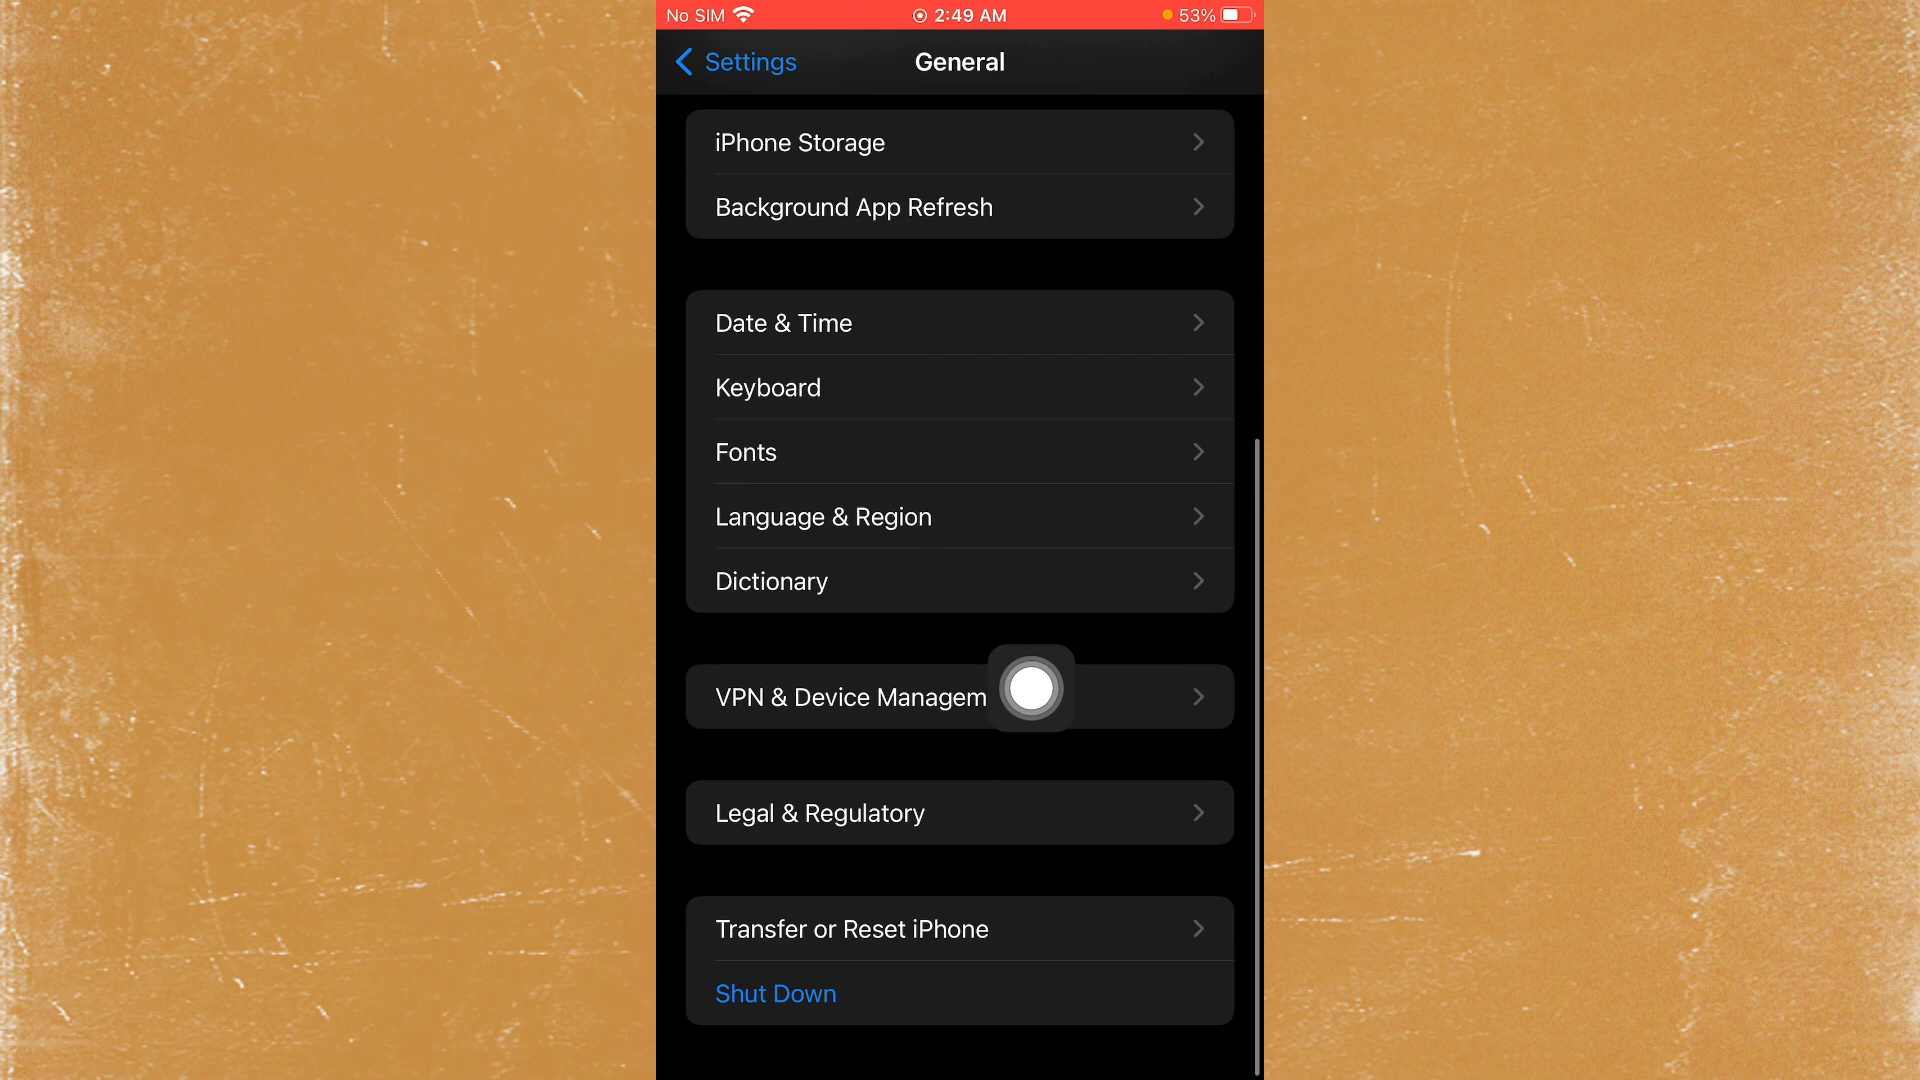 No SIM 2:49 AM 53%
Settings General
iPhone Storage
Background App Refresh
Date & Time
Keyboard
Fonts
Language & Region
Dictionary
VPN & Device Managem
Legal & Regulatory
Transfer or Reset iPhone
Shut Down